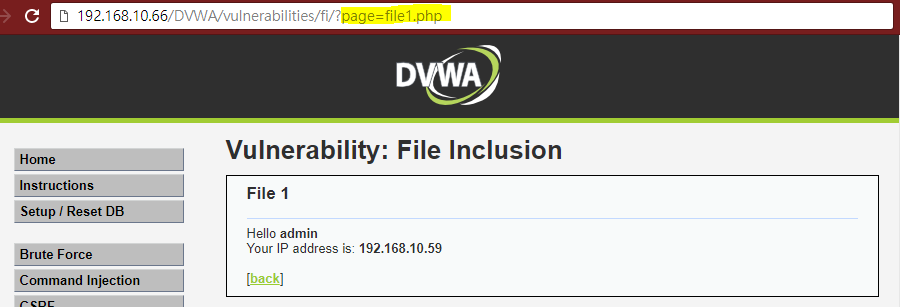 192.168.10.66/DVWA/vulnerabilities/fi/?page=file1.php
DVWA
Home
Instructions
Setup / Reset DB
Brute Force
Command Injection
CSRF
Vulnerability: File Inclusion
File 1
Hello admin
Your IP address is: 192.168.10.59
[back]